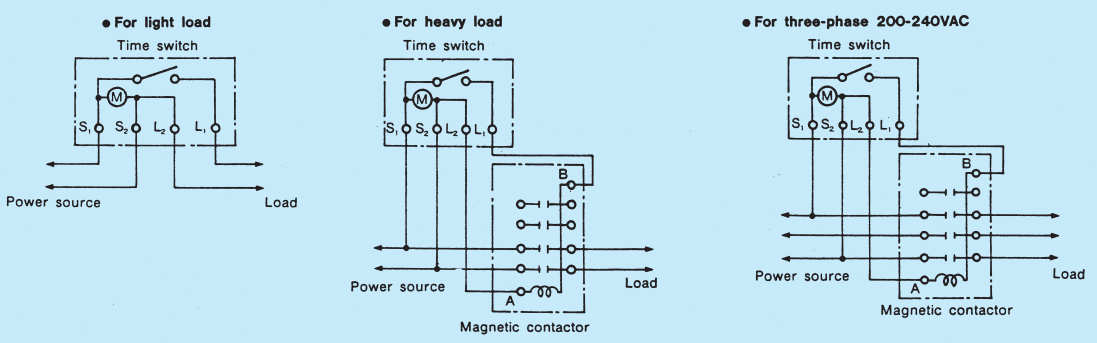 ● For light load
Time switch
M
S₁ S₂ L₂ L₁
Power source
Load
● For heavy load
Time switch
M
S₁ S₂ L₂ L₁
B
Power source
A
Load
Magnetic contactor
● For three-phase 200-240VAC
Time switch
M
S₁ S₂ L₂ L₁
B
Power source
A
Load
Magnetic contactor